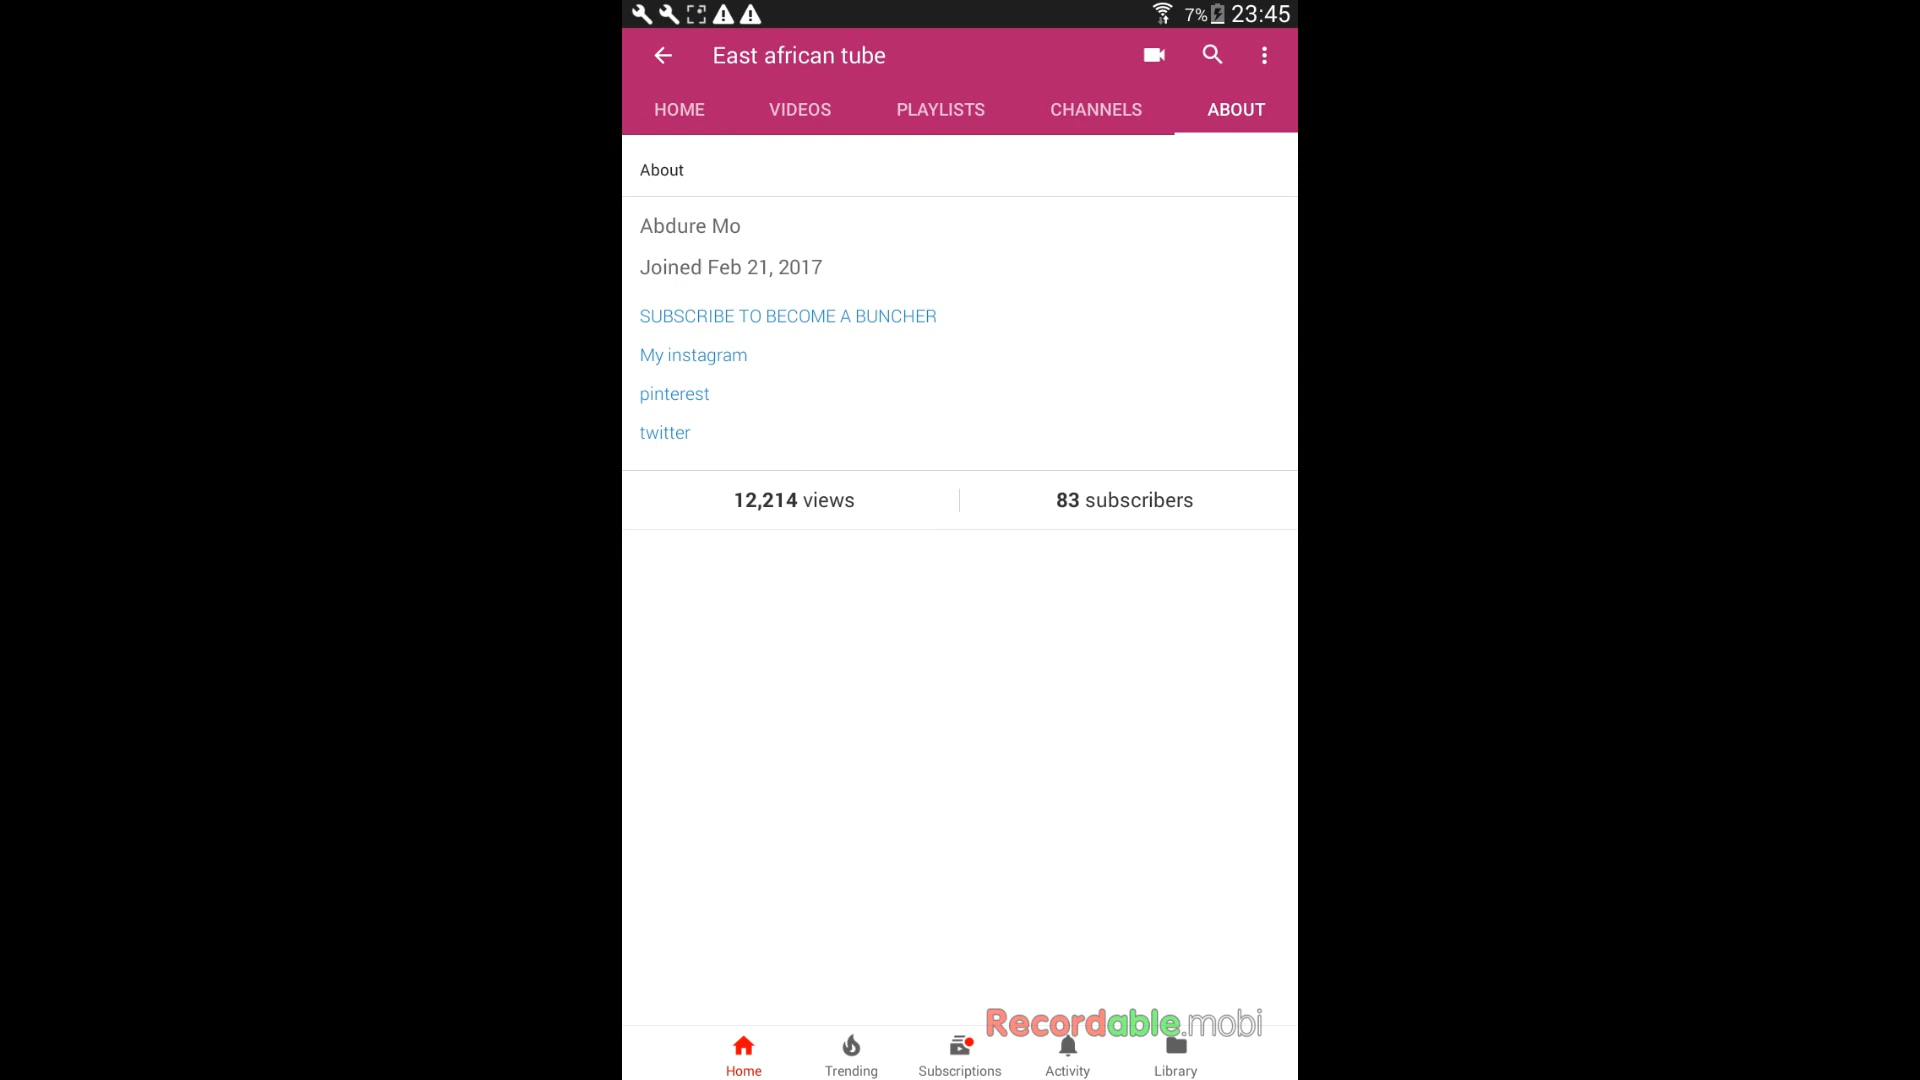 7% 23:45
East african tube
HOME VIDEOS PLAYLISTS CHANNELS ABOUT
About
Abdure Mo
Joined Feb 21, 2017
SUBSCRIBE TO BECOME A BUNCHER
My instagram
pinterest
twitter
12,214 views 83 subscribers
Recordable.mobi
Home Trending Subscriptions Activity Library